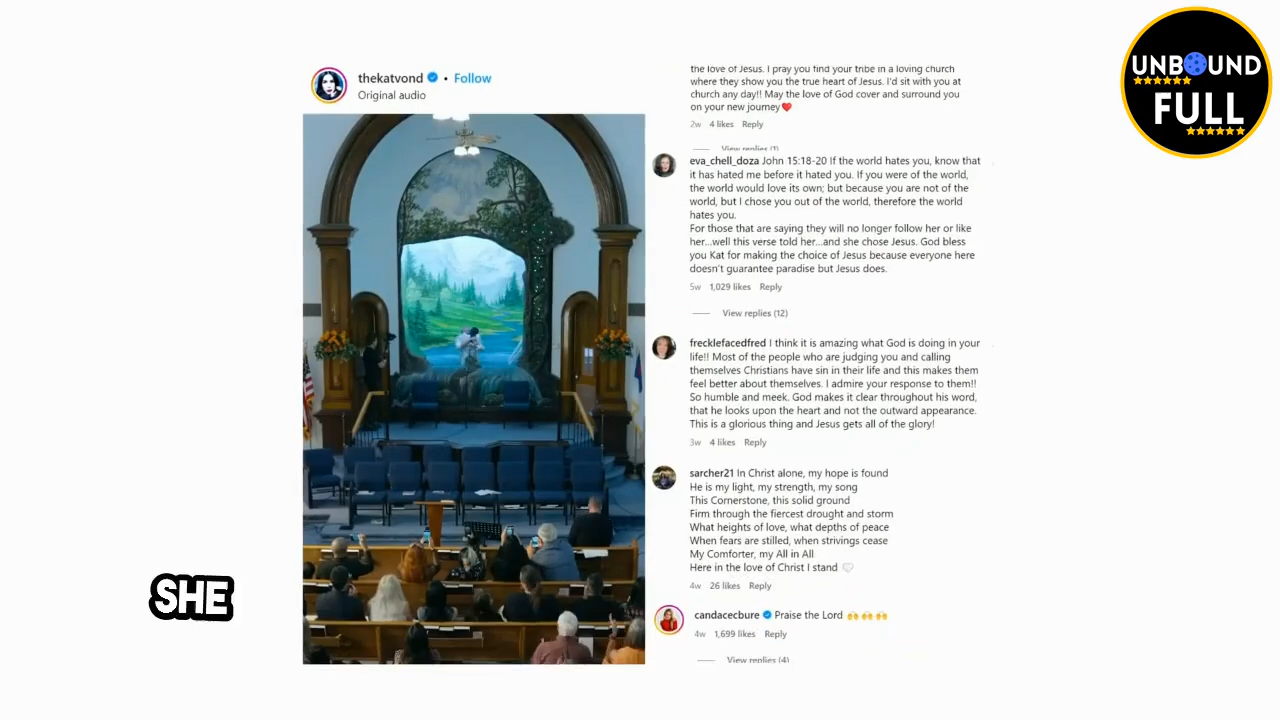 thekatvond • Follow
Original audio
the love of Jesus. I pray you find your tribe in a loving church
where they show you the true heart of Jesus. I'd sit with you at
church any day!! May the love of God cover and surround you
on your new journey❤️
2w 4 likes Reply
View replies (1)
eva_chell_doza John 15:18-20 If the world hates you, know that
it has hated me before it hated you. If you were of the world,
the world would love its own; but because you are not of the
world, but I chose you out of the world, therefore the world
hates you.
For those that are saying they will no longer follow her or like
her...well this verse told her...and she chose Jesus. God bless
you Kat for making the choice of Jesus because everyone here
doesn't guarantee paradise but Jesus does.
5w 1,029 likes Reply
View replies (12)
frecklefacedfred I think it is amazing what God is doing in your
life!! Most of the people who are judging you and calling
themselves Christians have sin in their life and this makes them
feel better about themselves. I admire your response to them!!
So humble and meek. God makes it clear throughout his word,
that he looks upon the heart and not the outward appearance.
This is a glorious thing and Jesus gets all of the glory!
3w 4 likes Reply
sarcher21 In Christ alone, my hope is found
He is my light, my strength, my song
This Cornerstone, this solid ground
Firm through the fiercest drought and storm
What heights of love, what depths of peace
When fears are stilled, when strivings cease
My Comforter, my All in All
Here in the love of Christ I stand 🤍
4w 26 likes Reply
candacecbure Praise the Lord 🙌🙌🙌
4w 1,699 likes Reply
View replies (4)
SHE
UNBOUND
FULL